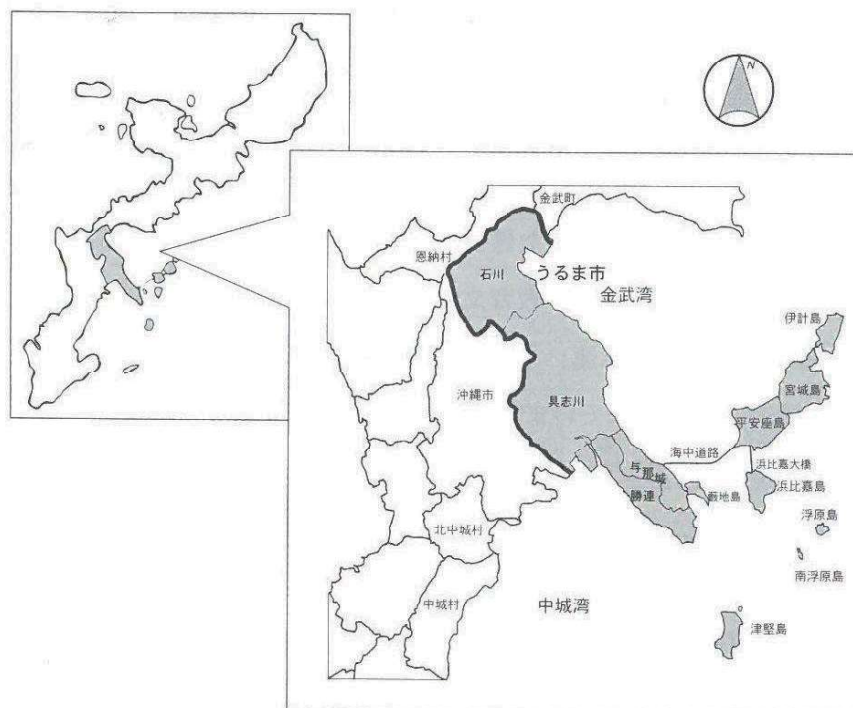 N
金武町
恩納村
石川
うるま市
金武湾
伊計島
宮城島
沖縄市
具志川
平安座島
海中道路
与那城
浜比嘉大橋
勝連
藪地島
浜比嘉島
浮原島
北中城村
南浮原島
中城村
中城湾
津堅島